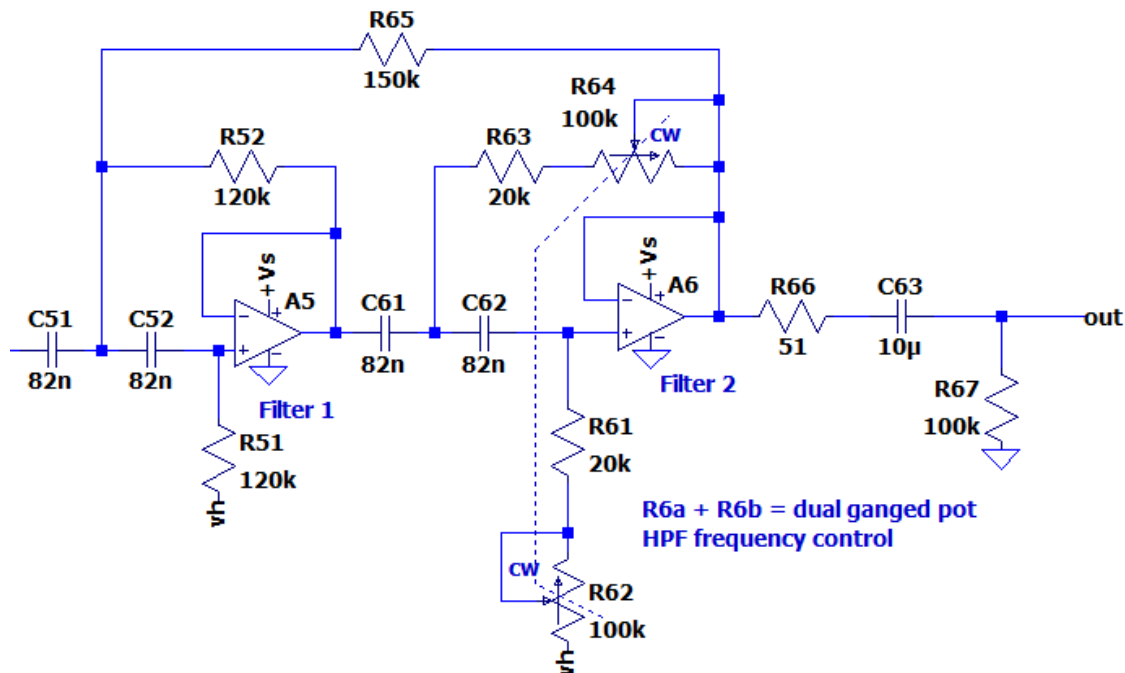 R65
150k
R64
100k
CW
R52
120k
R63
20k
+Vs
A5
+
-
-
+
+Vs
A6
+
-
-
+
C51
82n
C52
82n
C61
82n
C62
82n
R66
51
C63
10µ
out
Filter 1
Filter 2
R51
120k
vh
R61
20k
R67
100k
R6a + R6b = dual ganged pot
HPF frequency control
CW
R62
100k
vh